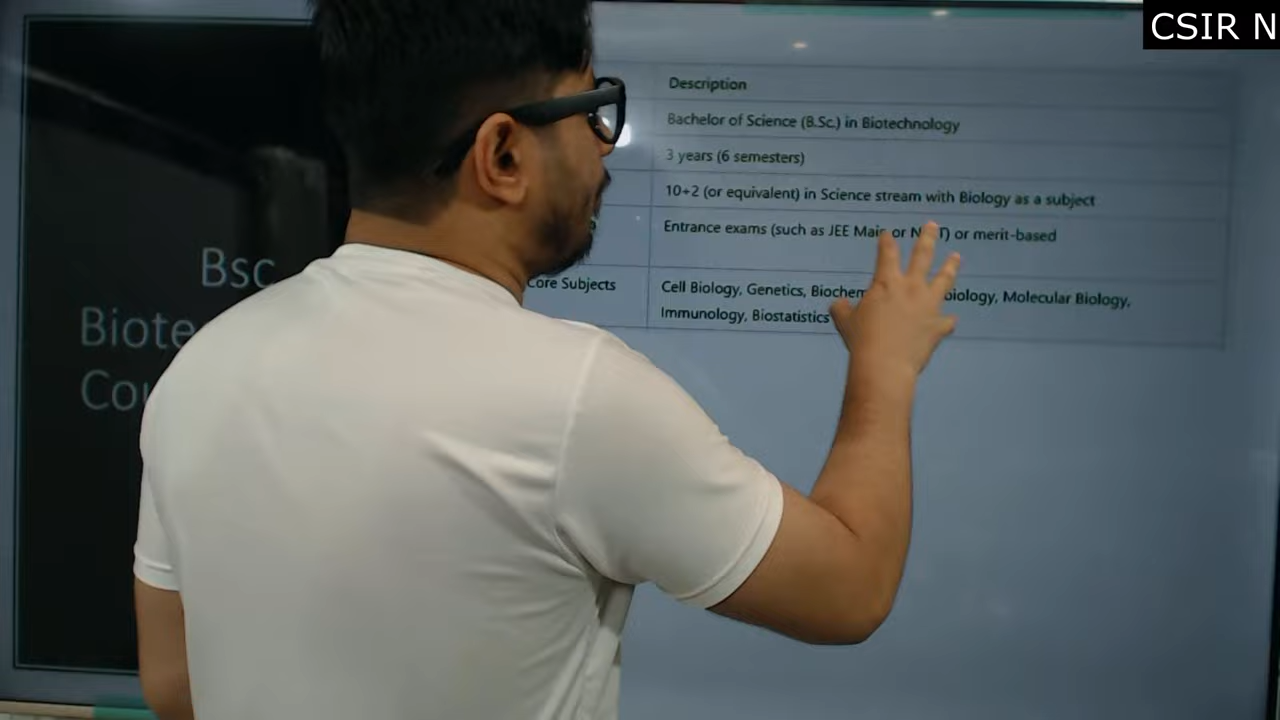 CSIR N
Description
Bachelor of Science (B.Sc.) in Biotechnology
3 years (6 semesters)
10+2 (or equivalent) in Science stream with Biology as a subject
Entrance exams (such as JEE Main or or merit-based
Core Subjects
Cell Biology, Genetics, Molecular Biology,
Immunology, Biostatistics
Bsc